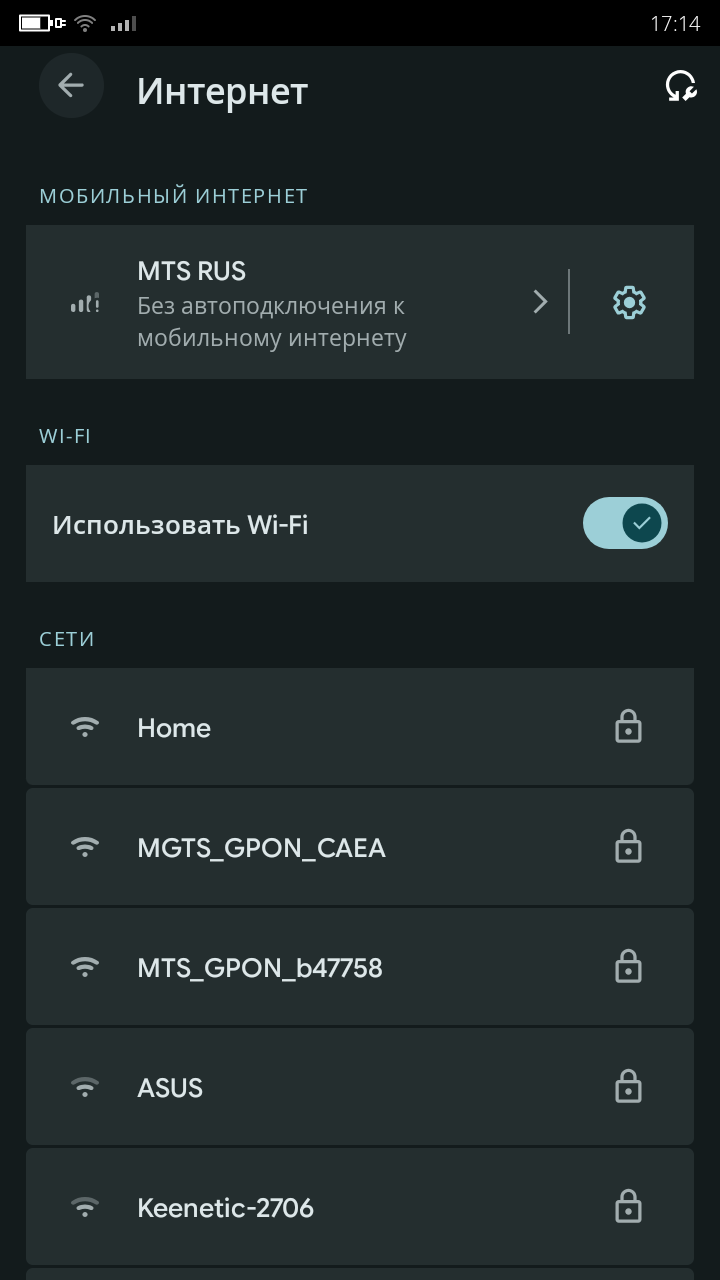 17:14
Интернет
МОБИЛЬНЫЙ ИНТЕРНЕТ
MTS RUS
Без автоподключения к
мобильному интернету
WI-FI
Использовать Wi-Fi
СЕТИ
Home
MGTS_GPON_CAEA
MTS_GPON_b47758
ASUS
Keenetic-2706